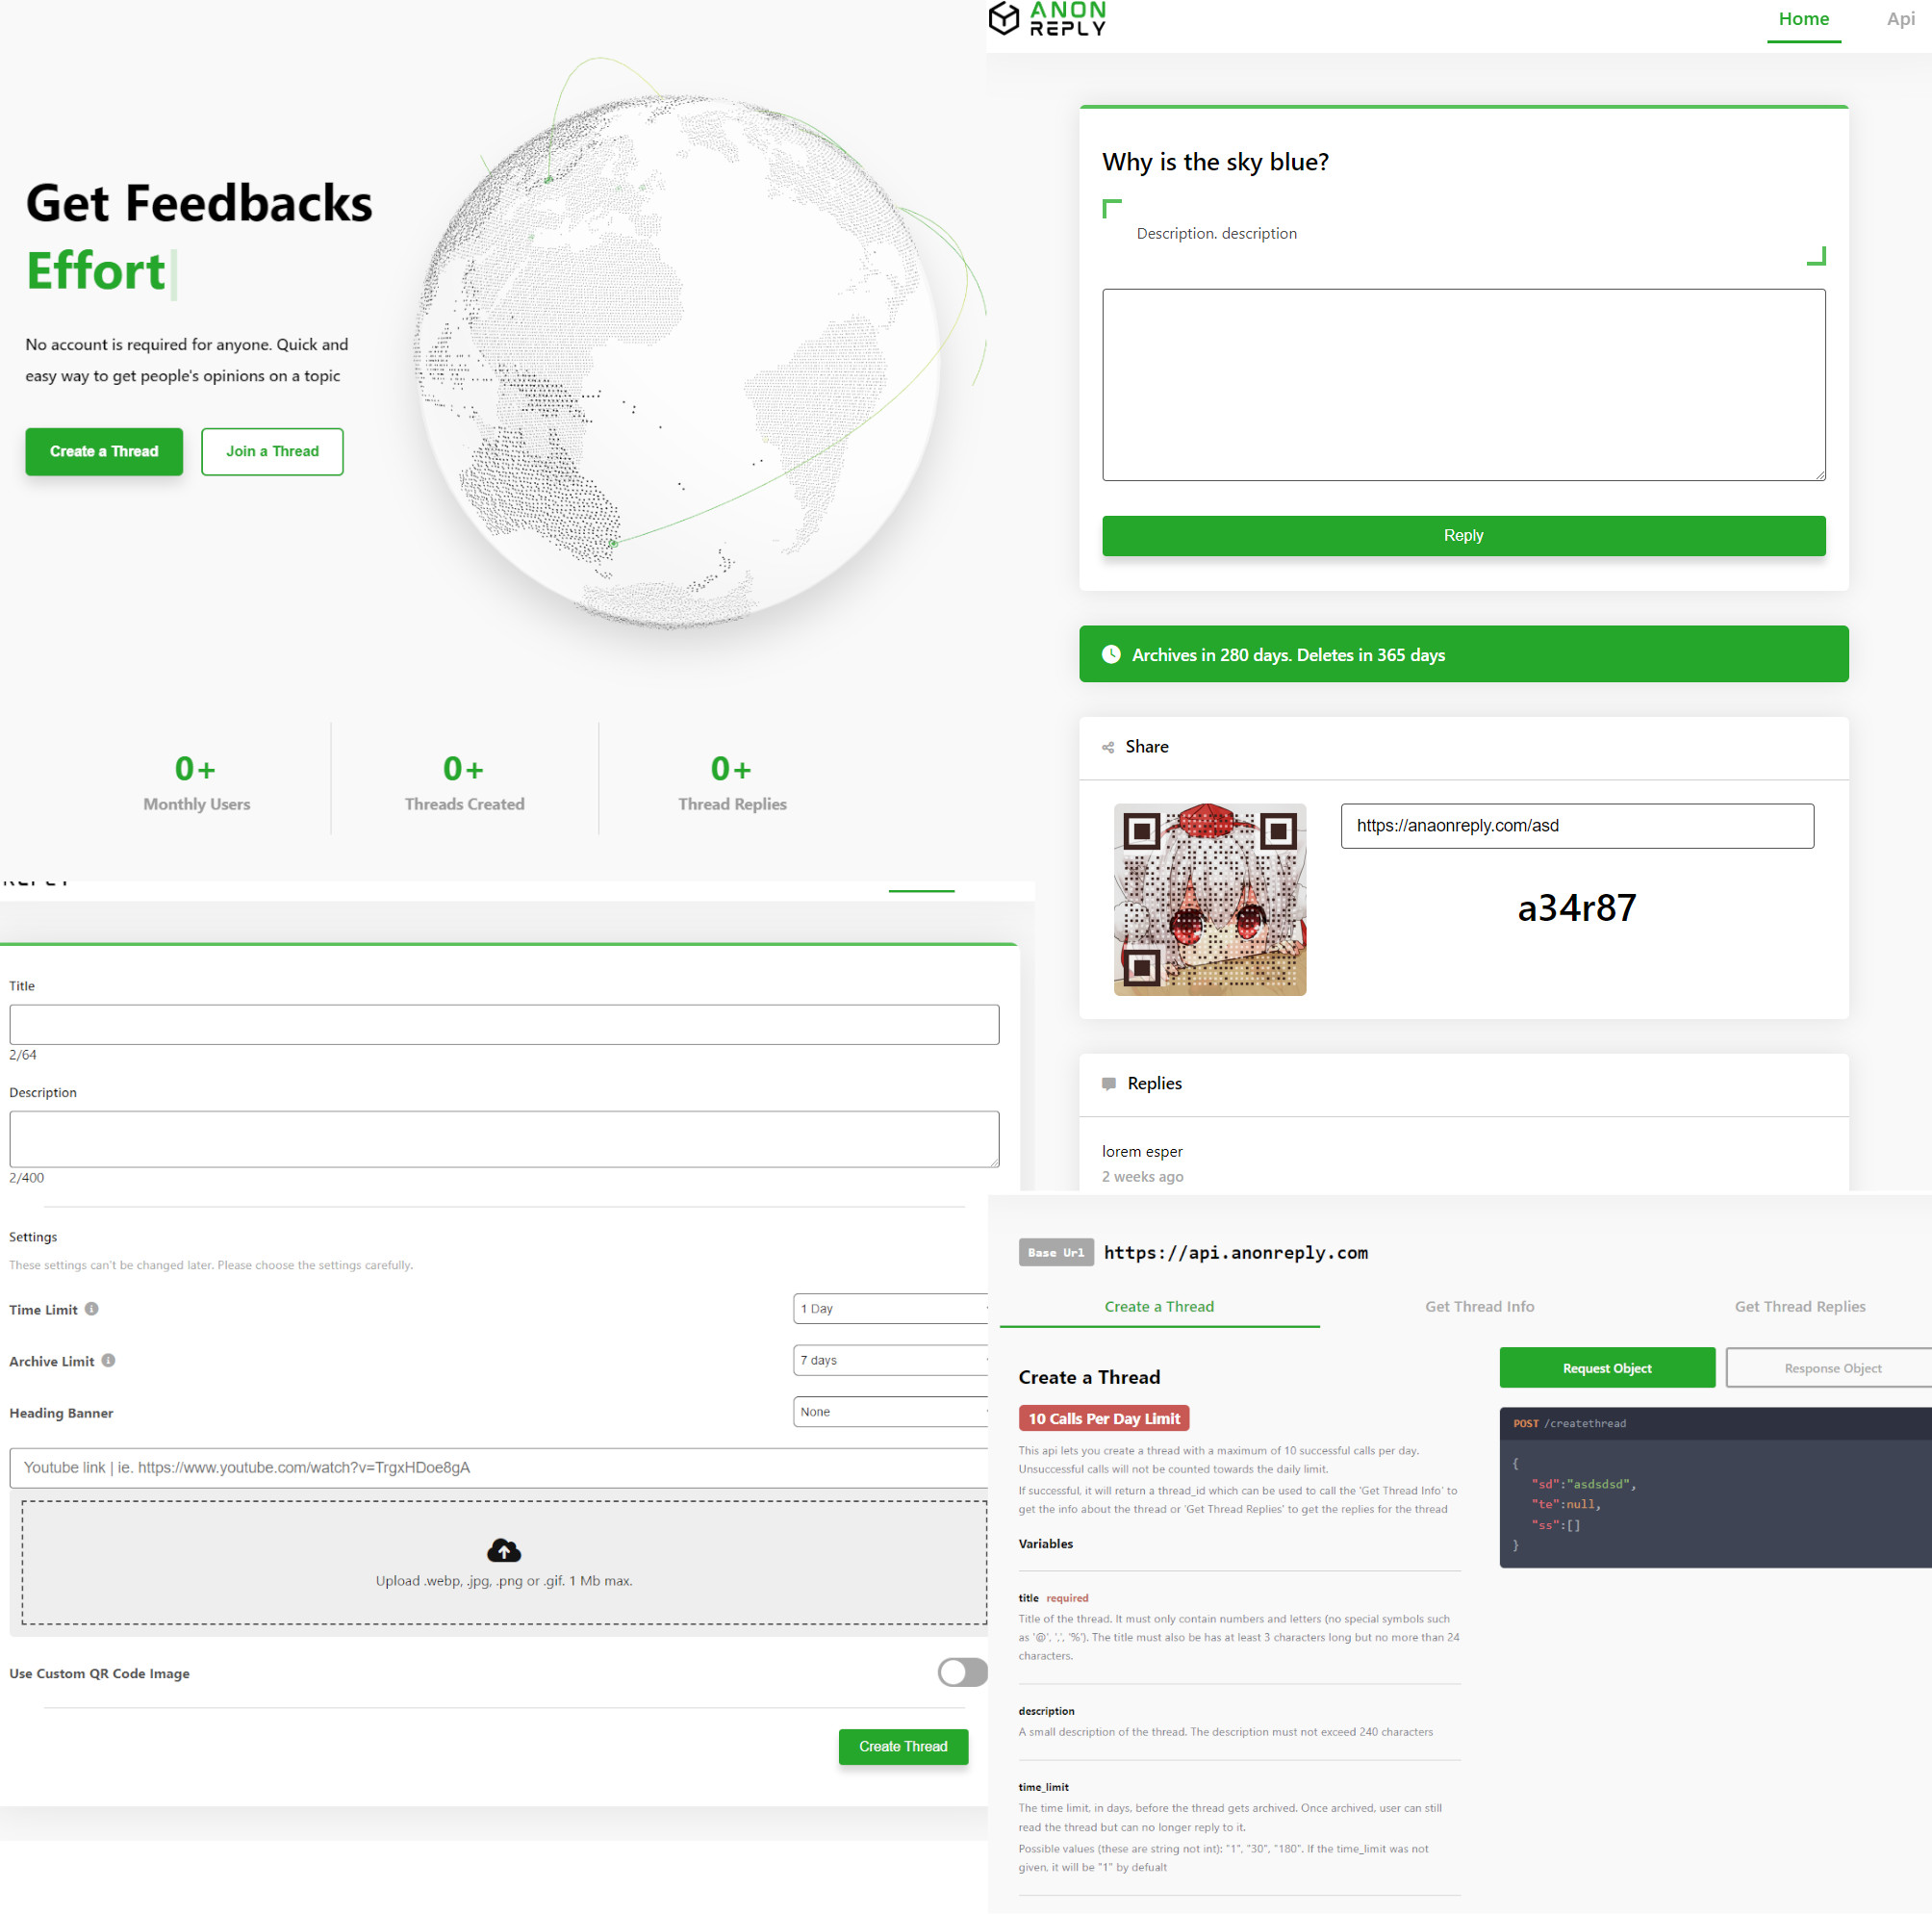 Get Feedbacks
Effort
No account is required for anyone. Quick and
easy way to get people's opinions on a topic
Create a Thread
Join a Thread
0+
Monthly Users
0+
Threads Created
0+
Thread Replies
ANON
REPLY
Home
Api
Why is the sky blue?
Description. description
Reply
Archives in 280 days. Deletes in 365 days
Share
https://anaonreply.com/asd
a34r87
Replies
lorem esper
2 weeks ago
Title
2/64
Description
2/400
Settings
These settings can't be changed later. Please choose the settings carefully.
Time Limit
1 Day
Archive Limit
7 days
Heading Banner
None
Youtube link | ie. https://www.youtube.com/watch?v=TrgxHDoe8gA
Upload .webp, .jpg, .png or .gif. 1 Mb max.
Use Custom QR Code Image
Create Thread
Base Url
https://api.anonreply.com
Create a Thread
Get Thread Info
Get Thread Replies
Create a Thread
10 Calls Per Day Limit
This api lets you create a thread with a maximum of 10 successful calls per day.
Unsuccessful calls will not be counted towards the daily limit.
If successful, it will return a thread_id which can be used to call the 'Get Thread Info' to
get the info about the thread or 'Get Thread Replies' to get the replies for the thread
Variables
title required
Title of the thread. It must only contain numbers and letters (no special symbols such
as '@', ',', '%'). The title must also be has at least 3 characters long but no more than 24
characters.
description
A small description of the thread. The description must not exceed 240 characters
time_limit
The time limit, in days, before the thread gets archived. Once archived, user can still
read the thread but can no longer reply to it.
Possible values (these are string not int): "1", "30", "180". If the time_limit was not
given, it will be "1" by defualt
Request Object
Response Object
POST /createthread
{
"sd":"asdsdsd",
"te":null,
"ss":[]
}